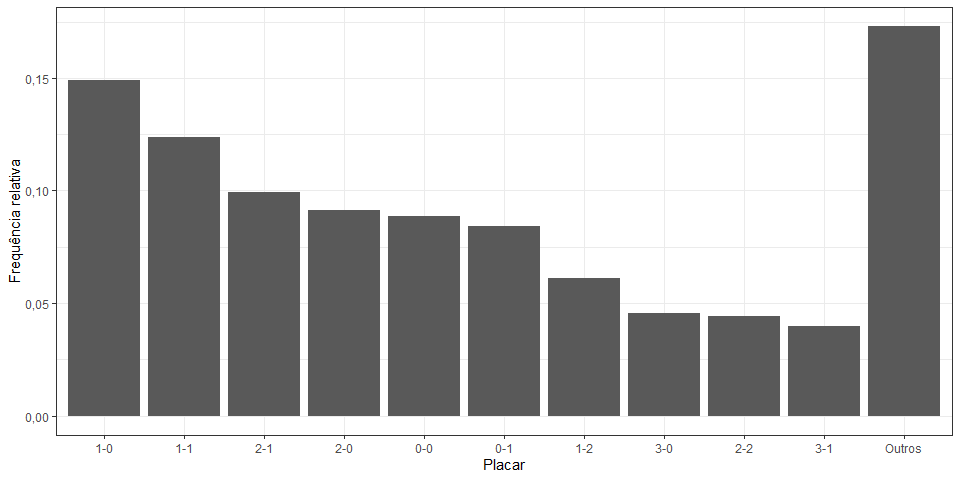 Frequência relativa
0,15
0,10
0,05
0,00
1-0 1-1 2-1 2-0 0-0 0-1 1-2 3-0 2-2 3-1 Outros
Placar